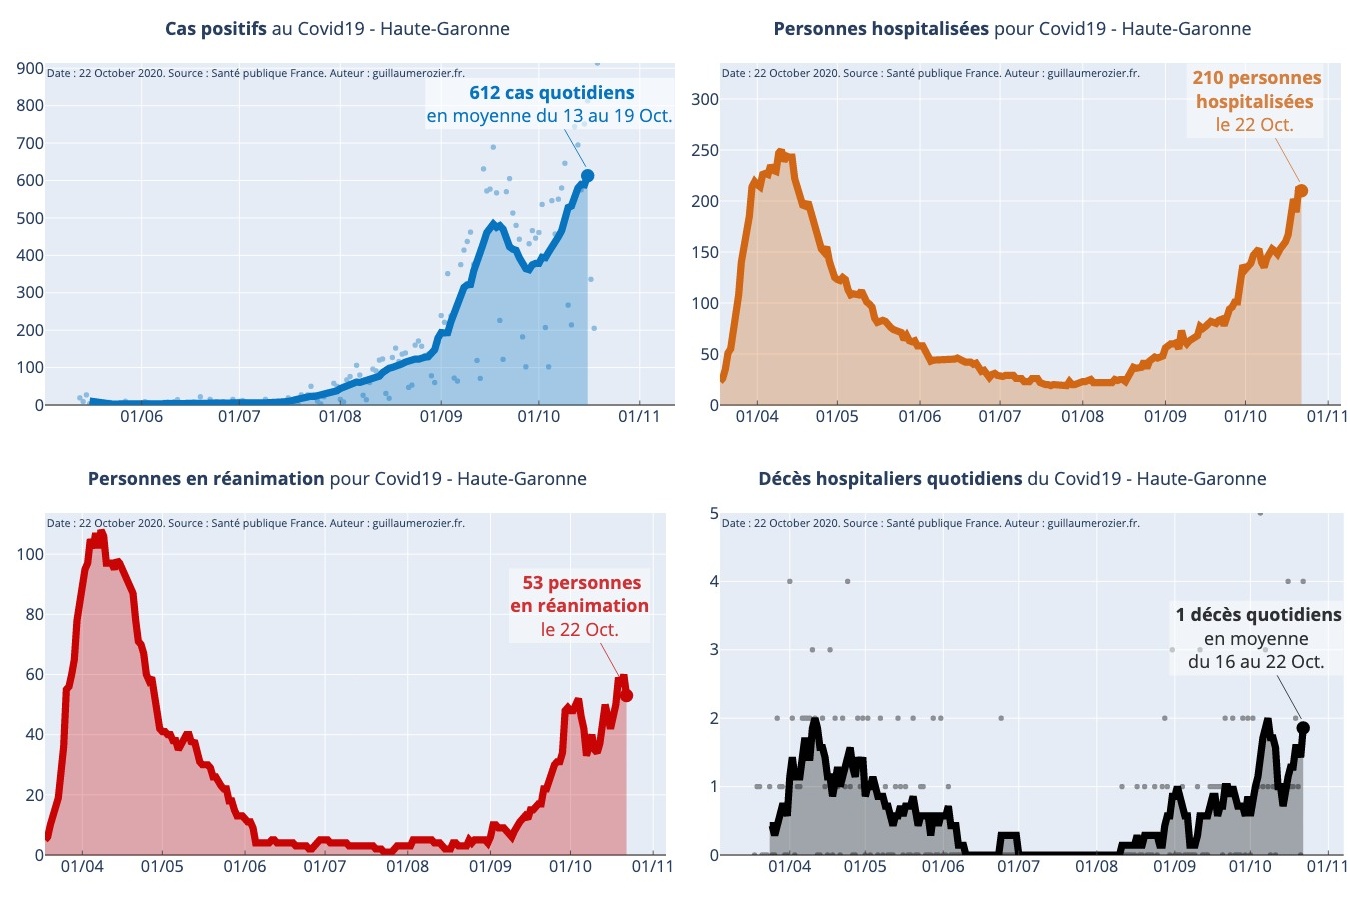 Cas positifs au Covid19 - Haute-Garonne
Date : 22 October 2020. Source : Santé publique France. Auteur : guillaumerozier.fr.
612 cas quotidiens
en moyenne du 13 au 19 Oct.
900
800
700
600
500
400
300
200
100
0
01/06 01/07 01/08 01/09 01/10 01/11
Personnes hospitalisées pour Covid19 - Haute-Garonne
Date : 22 October 2020. Source : Santé publique France. Auteur : guillaumerozier.fr.
210 personnes
hospitalisées
le 22 Oct.
300
250
200
150
100
50
0
01/04 01/05 01/06 01/07 01/08 01/09 01/10 01/11
Personnes en réanimation pour Covid19 - Haute-Garonne
Date : 22 October 2020. Source : Santé publique France. Auteur : guillaumerozier.fr.
53 personnes
en réanimation
le 22 Oct.
100
80
60
40
20
0
01/04 01/05 01/06 01/07 01/08 01/09 01/10 01/11
Décès hospitaliers quotidiens du Covid19 - Haute-Garonne
Date : 22 October 2020. Source : Santé publique France. Auteur : guillaumerozier.fr.
1 décès quotidiens
en moyenne
du 16 au 22 Oct.
5
4
3
2
1
0
01/04 01/05 01/06 01/07 01/08 01/09 01/10 01/11